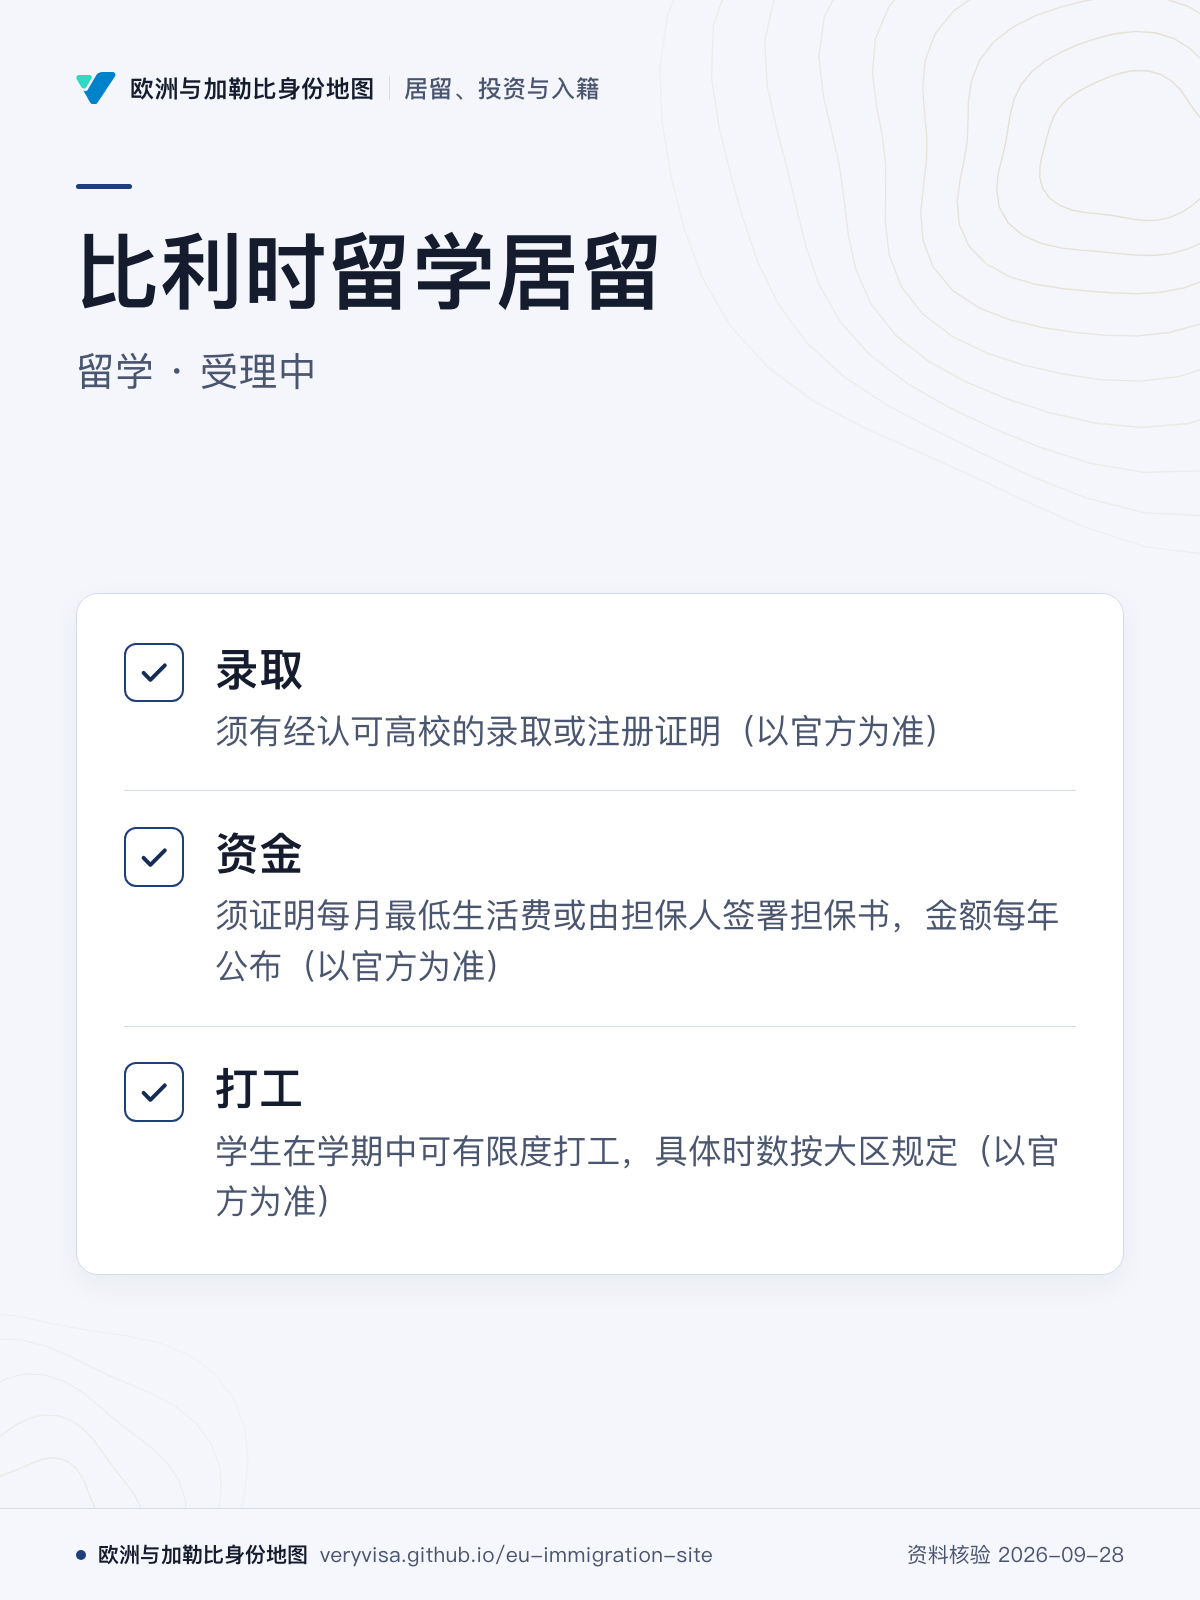 欧洲与加勒比身份地图 居留、投资与入籍
比利时留学居留
留学 · 受理中
录取
须有经认可高校的录取或注册证明（以官方为准）
资金
须证明每月最低生活费或由担保人签署担保书，金额每年
公布（以官方为准）
打工
学生在学期中可有限度打工，具体时数按大区规定（以官
方为准）
欧洲与加勒比身份地图 veryvisa.github.io/eu-immigration-site 资料核验 2026-09-28